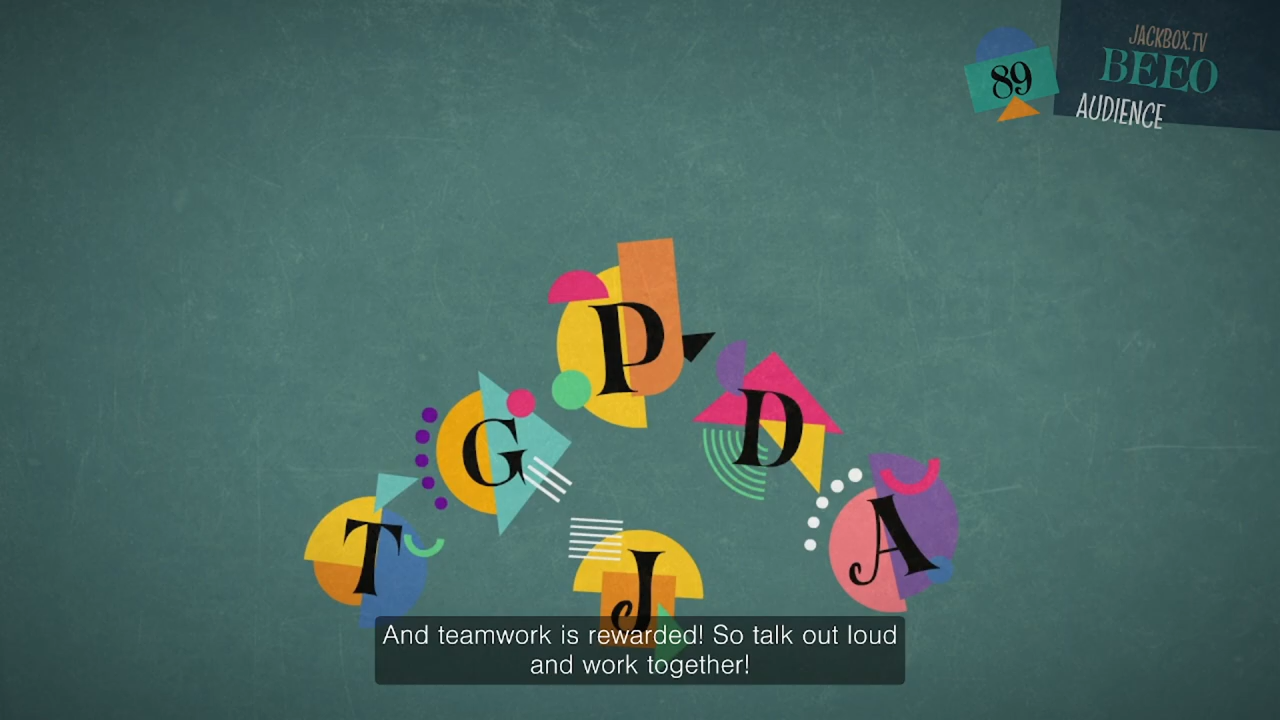 JACKBOX.TV
89
BEEO
AUDIENCE
P
G
D
T
A
J
And teamwork is rewarded! So talk out loud
and work together!